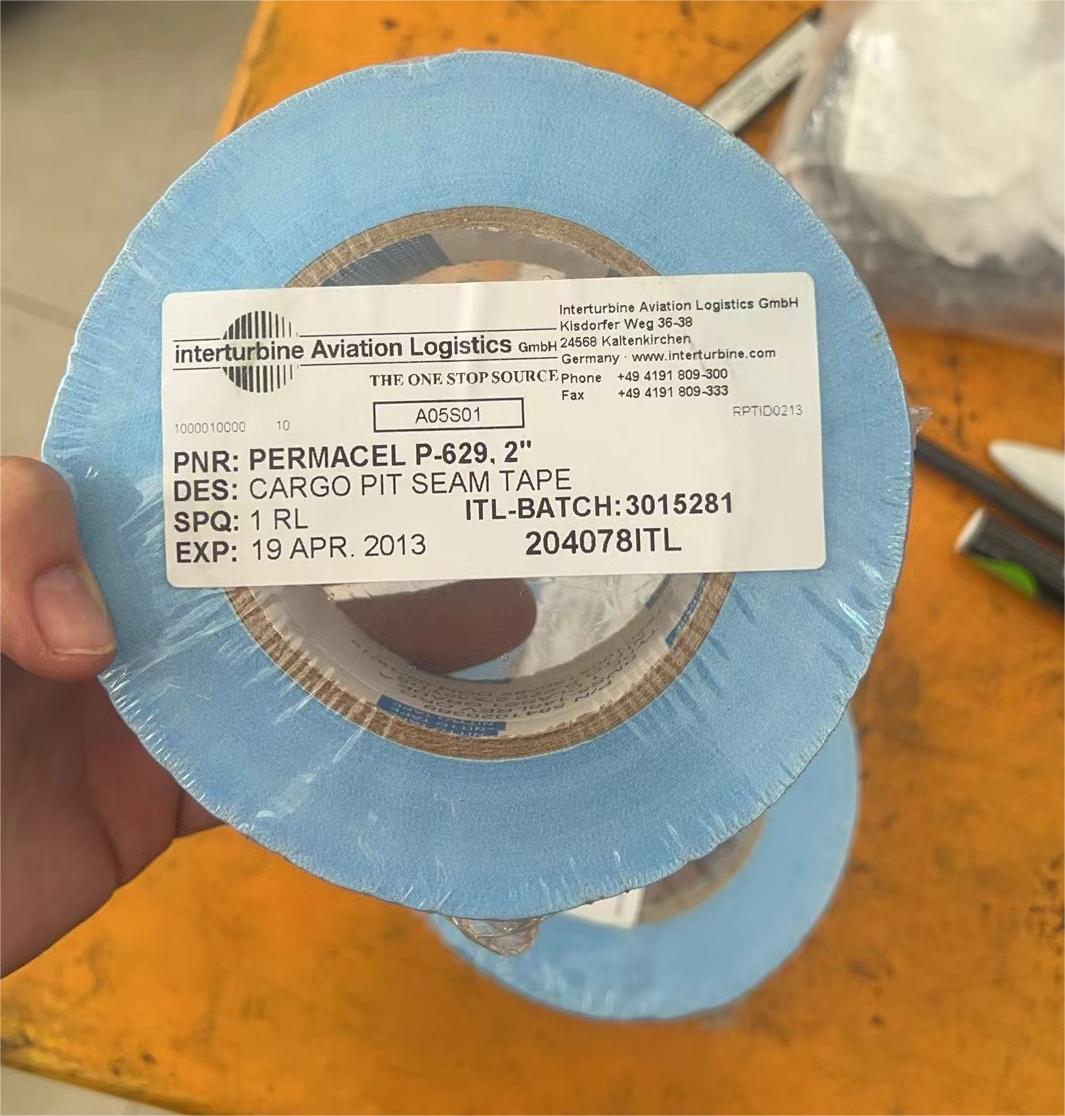 interturbine Aviation Logistics GmbH
THE ONE STOP SOURCE
Interturbine Aviation Logistics GmbH
Kisdorfer Weg 36-38
24568 Kaltenkirchen
Germany · www.interturbine.com
Phone +49 4191 809-300
Fax +49 4191 809-333
A05S01
RPTID0213
1000010000 10
PNR: PERMACEL P-629, 2"
DES: CARGO PIT SEAM TAPE
SPQ: 1 RL
ITL-BATCH:3015281
EXP: 19 APR. 2013
204078ITL